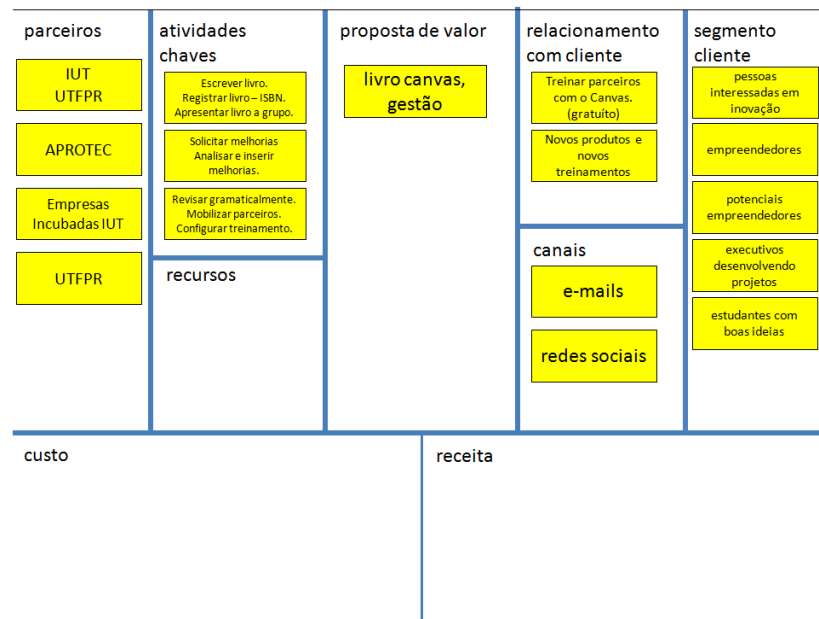 parceiros
IUT
UTFPR
APROTEC
Empresas
Incubadas IUT
UTFPR
atividades
chaves
Escrever livro.
Registrar livro – ISBN.
Apresentar livro a grupo.
Solicitar melhorias
Analisar e inserir
melhorias.
Revisar gramaticalmente.
Mobilizar parceiros.
Configurar treinamento.
recursos
proposta de valor
livro canvas,
gestão
relacionamento
com cliente
Treinar parceiros
com o Canvas.
(gratuíto)
Novos produtos e
novos
treinamentos
canais
e-mails
redes sociais
segmento
cliente
pessoas
interessadas em
inovação
empreendedores
potenciais
empreendedores
executivos
desenvolvendo
projetos
estudantes com
boas ideias
custo
receita